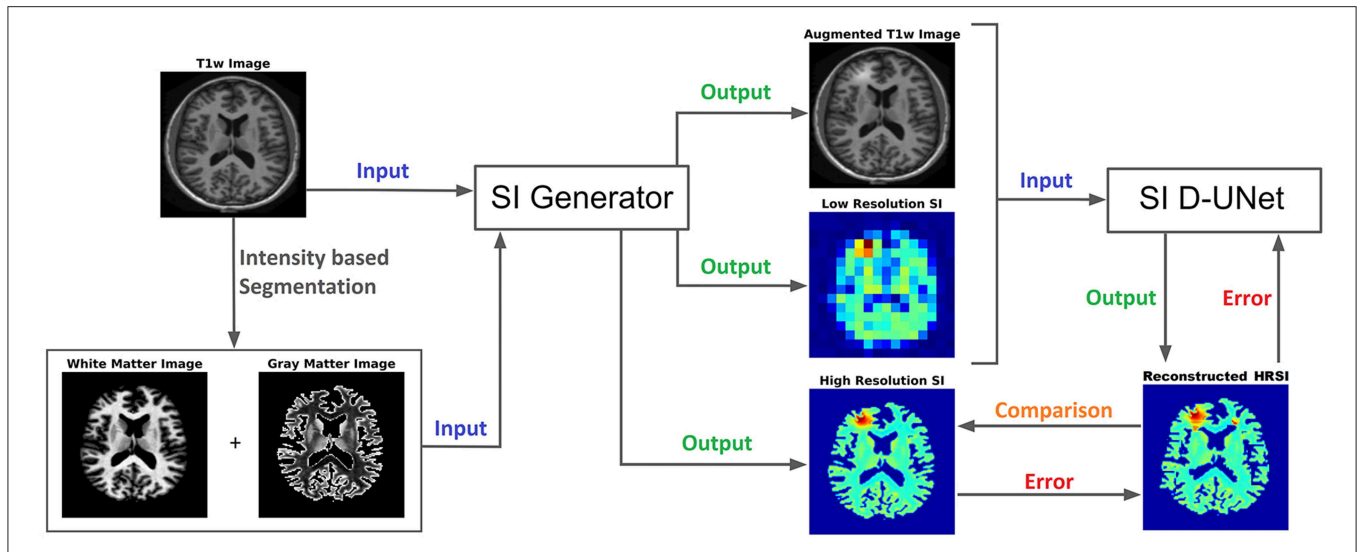 T1w Image
Input
Intensity based
Segmentation
White Matter Image
+
Gray Matter Image
Input
SI Generator
Output
Output
Output
Augmented T1w Image
Low Resolution SI
High Resolution SI
Input
SI D-UNet
Output
Error
Reconstructed HRSI
Comparison
Error